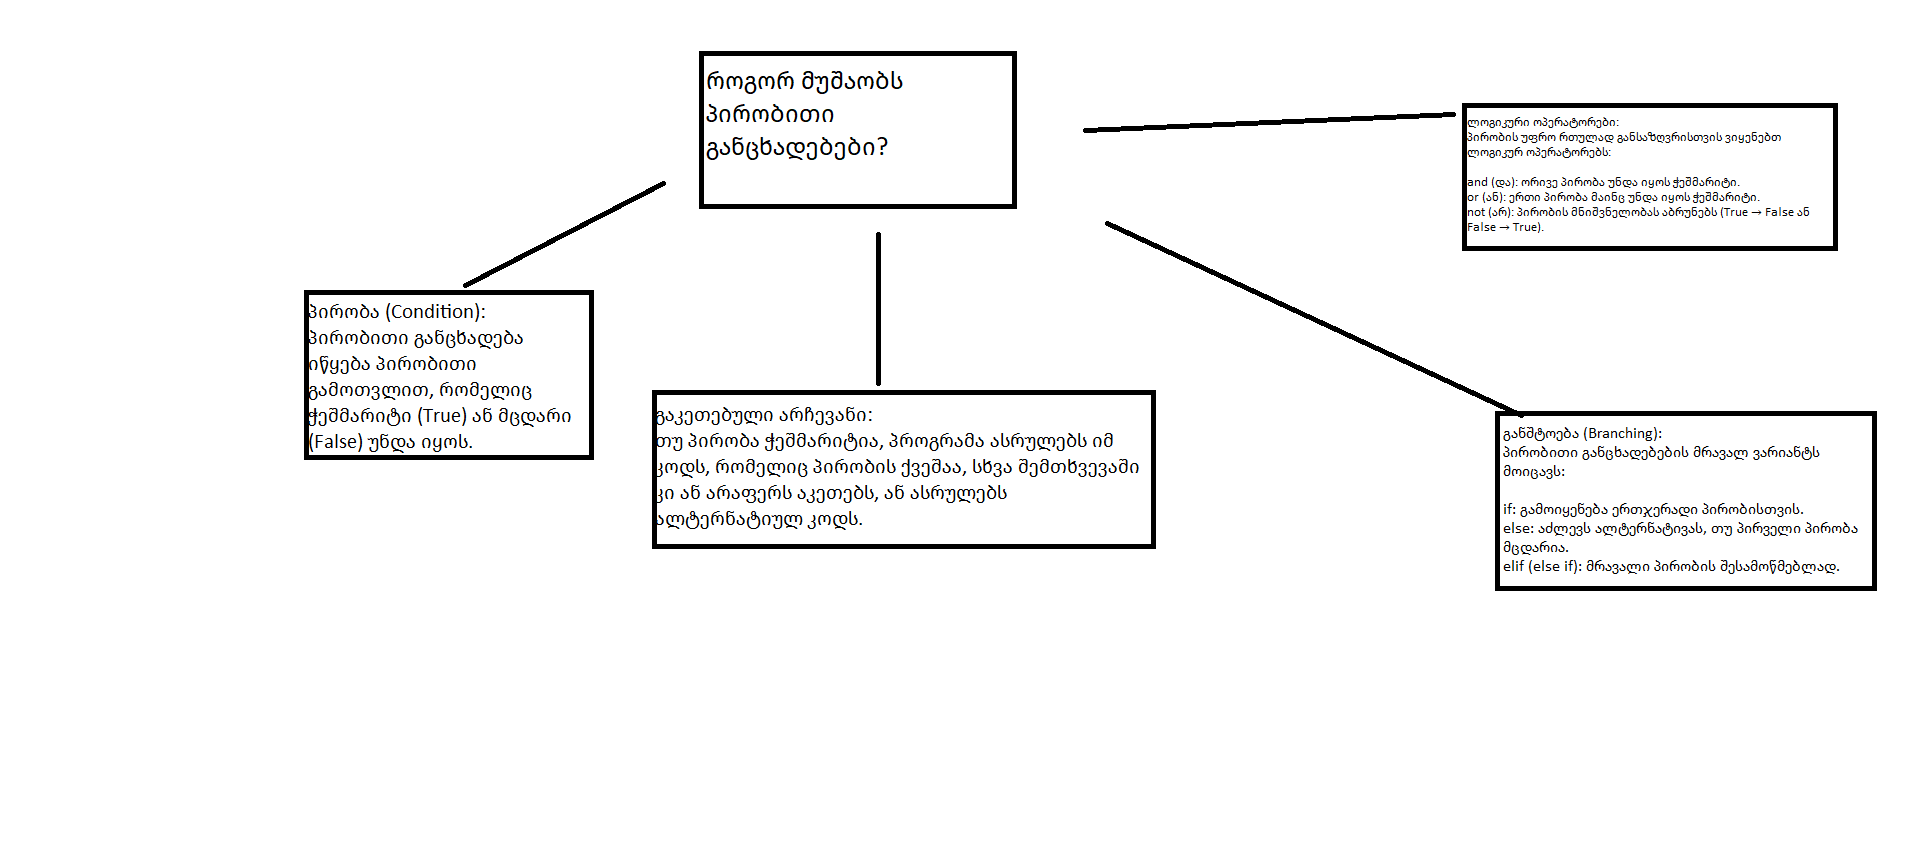 როგორ მუშაობს
პირობითი
განცხადებები?
ლოგიკური ოპერატორები:
პირობის უფრო რთულად განსაზღვრისთვის ვიყენებთ
ლოგიკურ ოპერატორებს:
and (და): ორივე პირობა უნდა იყოს ჭეშმარიტი.
or (ან): ერთი პირობა მაინც უნდა იყოს ჭეშმარიტი.
not (არ): პირობის მნიშვნელობას აბრუნებს (True → False ან
False → True).
პირობა (Condition):
პირობითი განცხადება
იწყება პირობითი
გამოთვლით, რომელიც
ჭეშმარიტი (True) ან მცდარი
(False) უნდა იყოს.
გაკეთებული არჩევანი:
თუ პირობა ჭეშმარიტია, პროგრამა ასრულებს იმ
კოდს, რომელიც პირობის ქვეშაა, სხვა შემთხვევაში
კი ან არაფერს აკეთებს, ან ასრულებს
ალტერნატიულ კოდს.
განშტოება (Branching):
პირობითი განცხადებების მრავალ ვარიანტს
მოიცავს:
if: გამოიყენება ერთჯერადი პირობისთვის.
else: აძლევს ალტერნატივას, თუ პირველი პირობა
მცდარია.
elif (else if): მრავალი პირობის შესამოწმებლად.